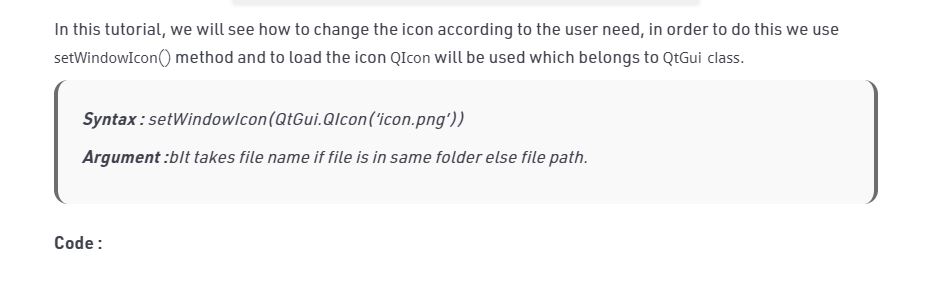 In this tutorial, we will see how to change the icon according to the user need, in order to do this we use
setWindowIcon() method and to load the icon QIcon will be used which belongs to QtGui class.
Syntax : setWindowIcon(QtGui.QIcon('icon.png'))
Argument :bIt takes file name if file is in same folder else file path.
Code :